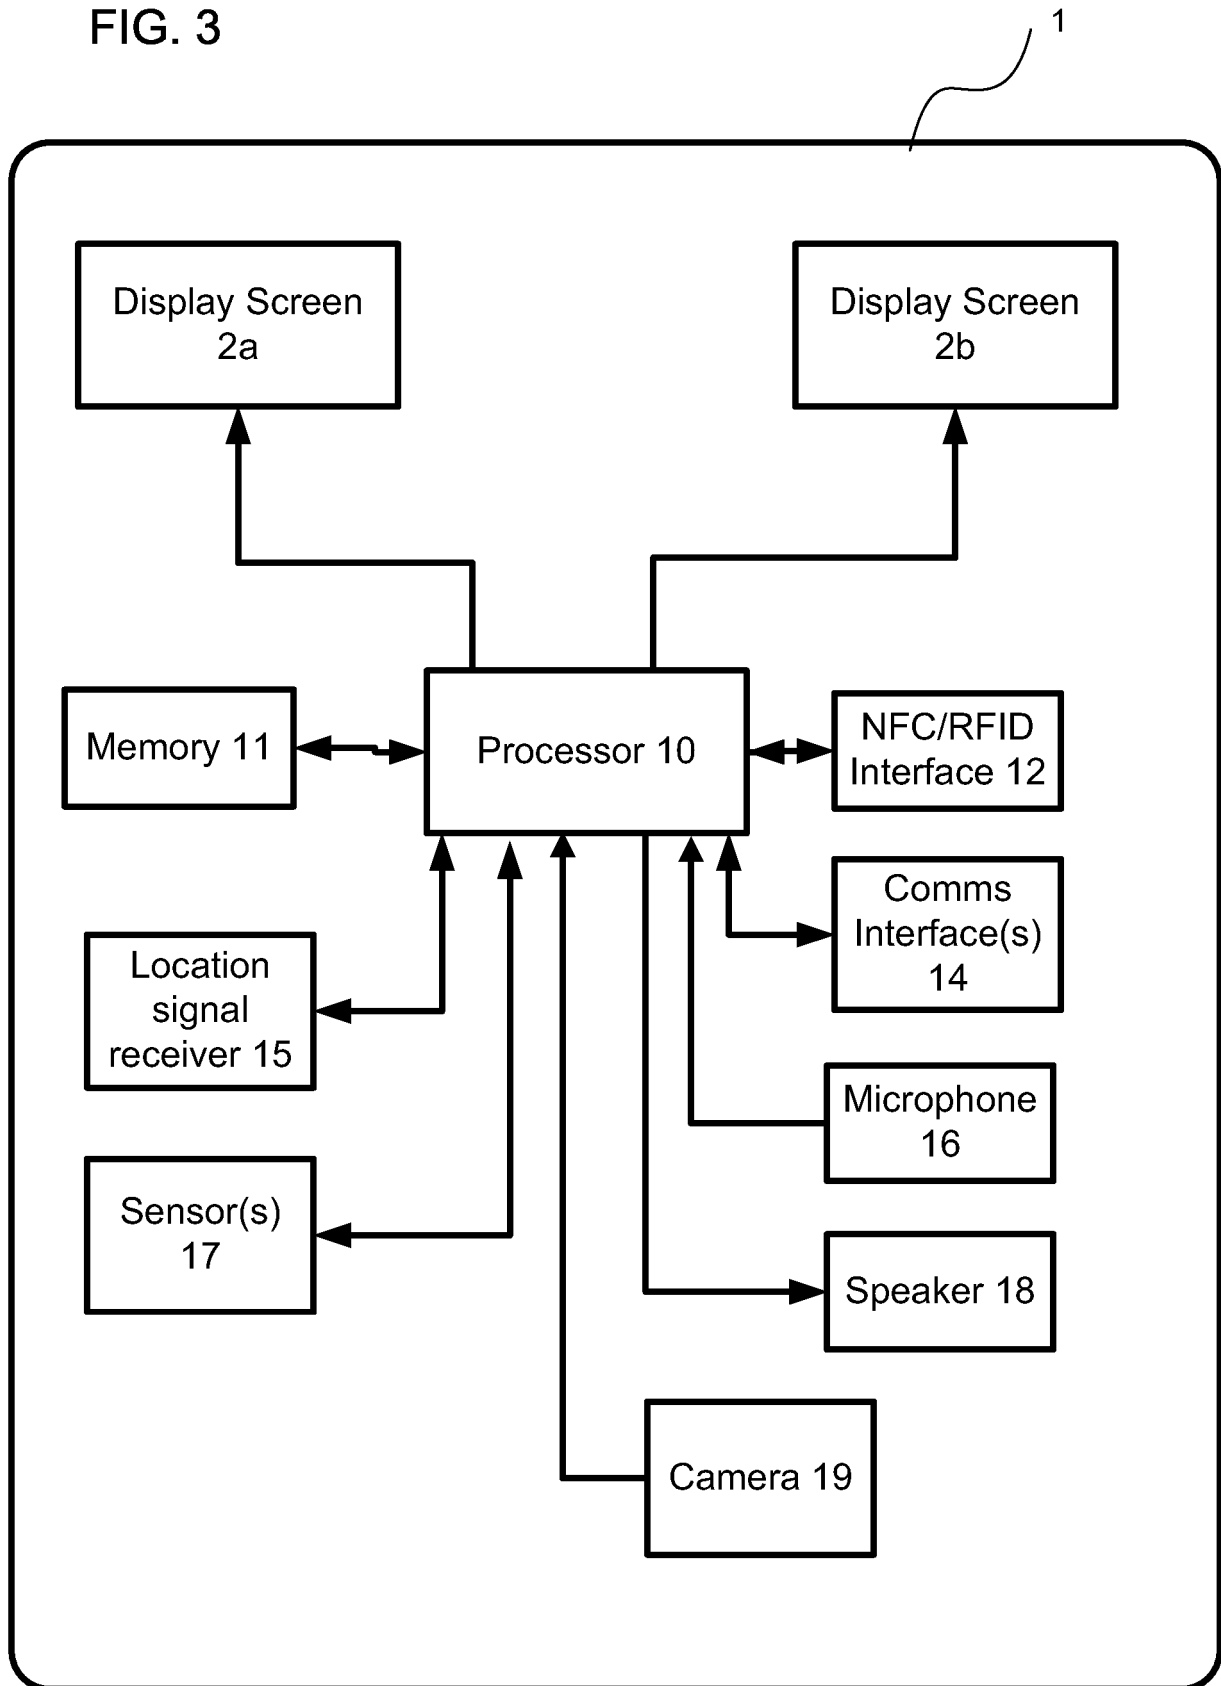 FIG. 3
1
Display Screen
2a
Display Screen
2b
Memory 11
Processor 10
NFC/RFID
Interface 12
Comms
Interface(s)
14
Location
signal
receiver 15
Microphone
16
Sensor(s)
17
Speaker 18
Camera 19